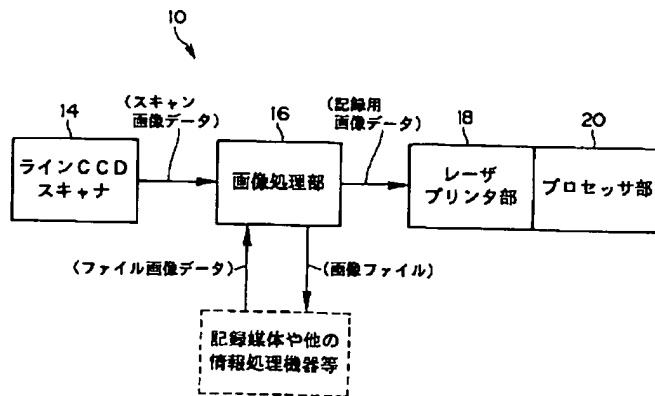 10
(スキャン
画像データ)
(記録用
画像データ)
14
16
18
20
ラインCCD
スキャナ
画像処理部
レーザ
プリンタ部
プロセッサ部
(ファイル画像データ)
(画像ファイル)
記録媒体や他の
情報処理機器等